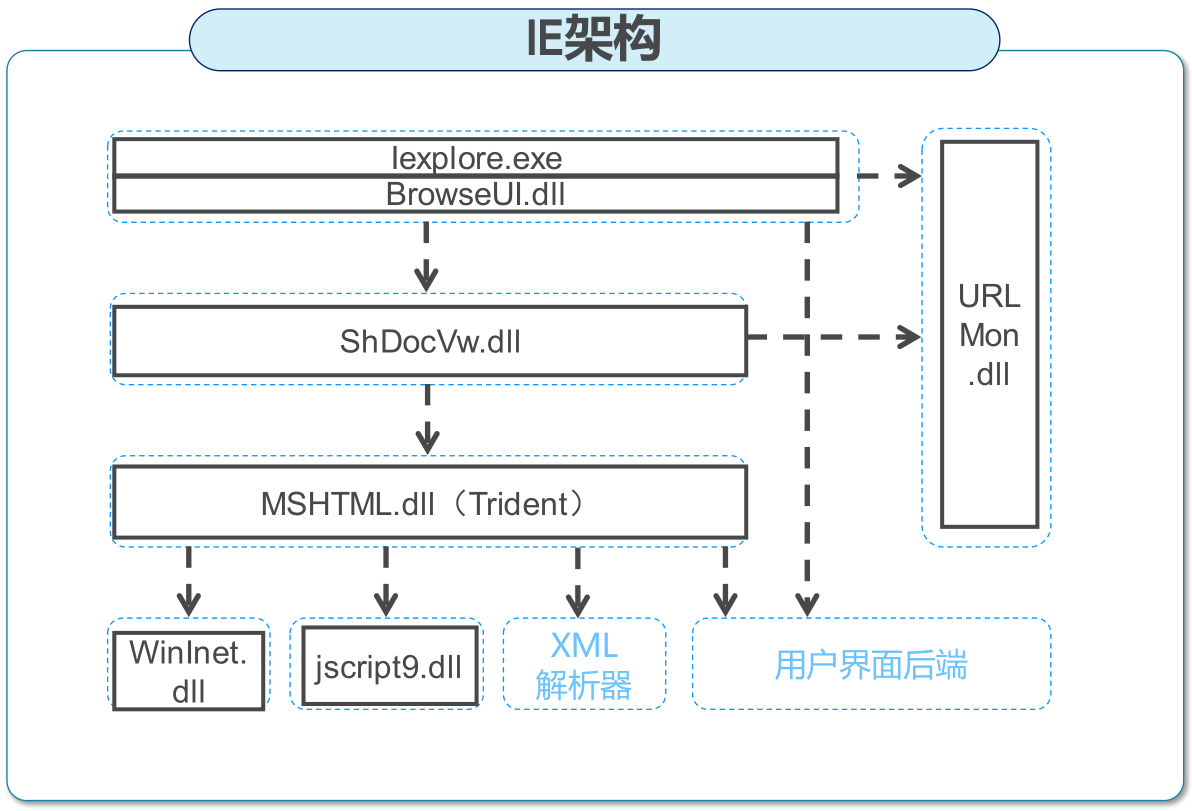 IE架构
Iexplore.exe
BrowseUI.dll
URL
Mon
.dll
ShDocVw.dll
MSHTML.dll（Trident）
WinInet.
dll
jscript9.dll
XML
解析器
用户界面后端